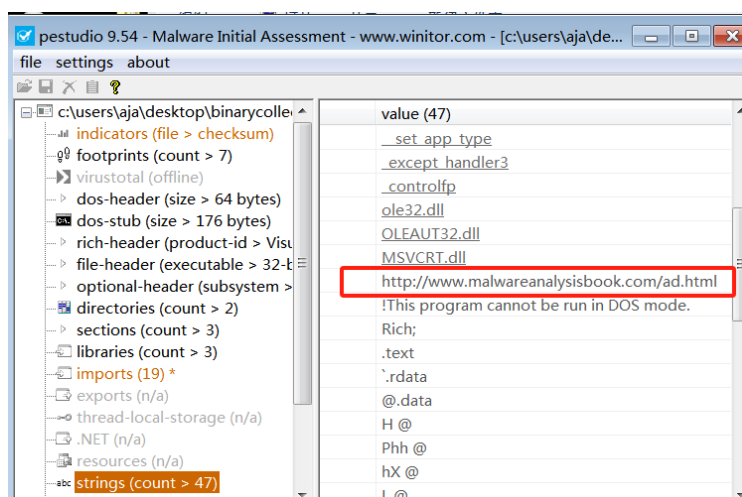 pestudio 9.54 - Malware Initial Assessment - www.winitor.com - [c:\users\aja\de...
file settings about
c:\users\aja\desktop\binarycolle
indicators (file > checksum)
footprints (count > 7)
virustotal (offline)
dos-header (size > 64 bytes)
dos-stub (size > 176 bytes)
rich-header (product-id > Visu
file-header (executable > 32-b
optional-header (subsystem >
directories (count > 2)
sections (count > 3)
libraries (count > 3)
imports (19) *
exports (n/a)
thread-local-storage (n/a)
.NET (n/a)
resources (n/a)
abc strings (count > 47)
value (47)
__set_app_type
_except_handler3
_controlfp
ole32.dll
OLEAUT32.dll
MSVCRT.dll
http://www.malwareanalysisbook.com/ad.html
!This program cannot be run in DOS mode.
Rich;
.text
`.rdata
@.data
H @
Phh @
hX @